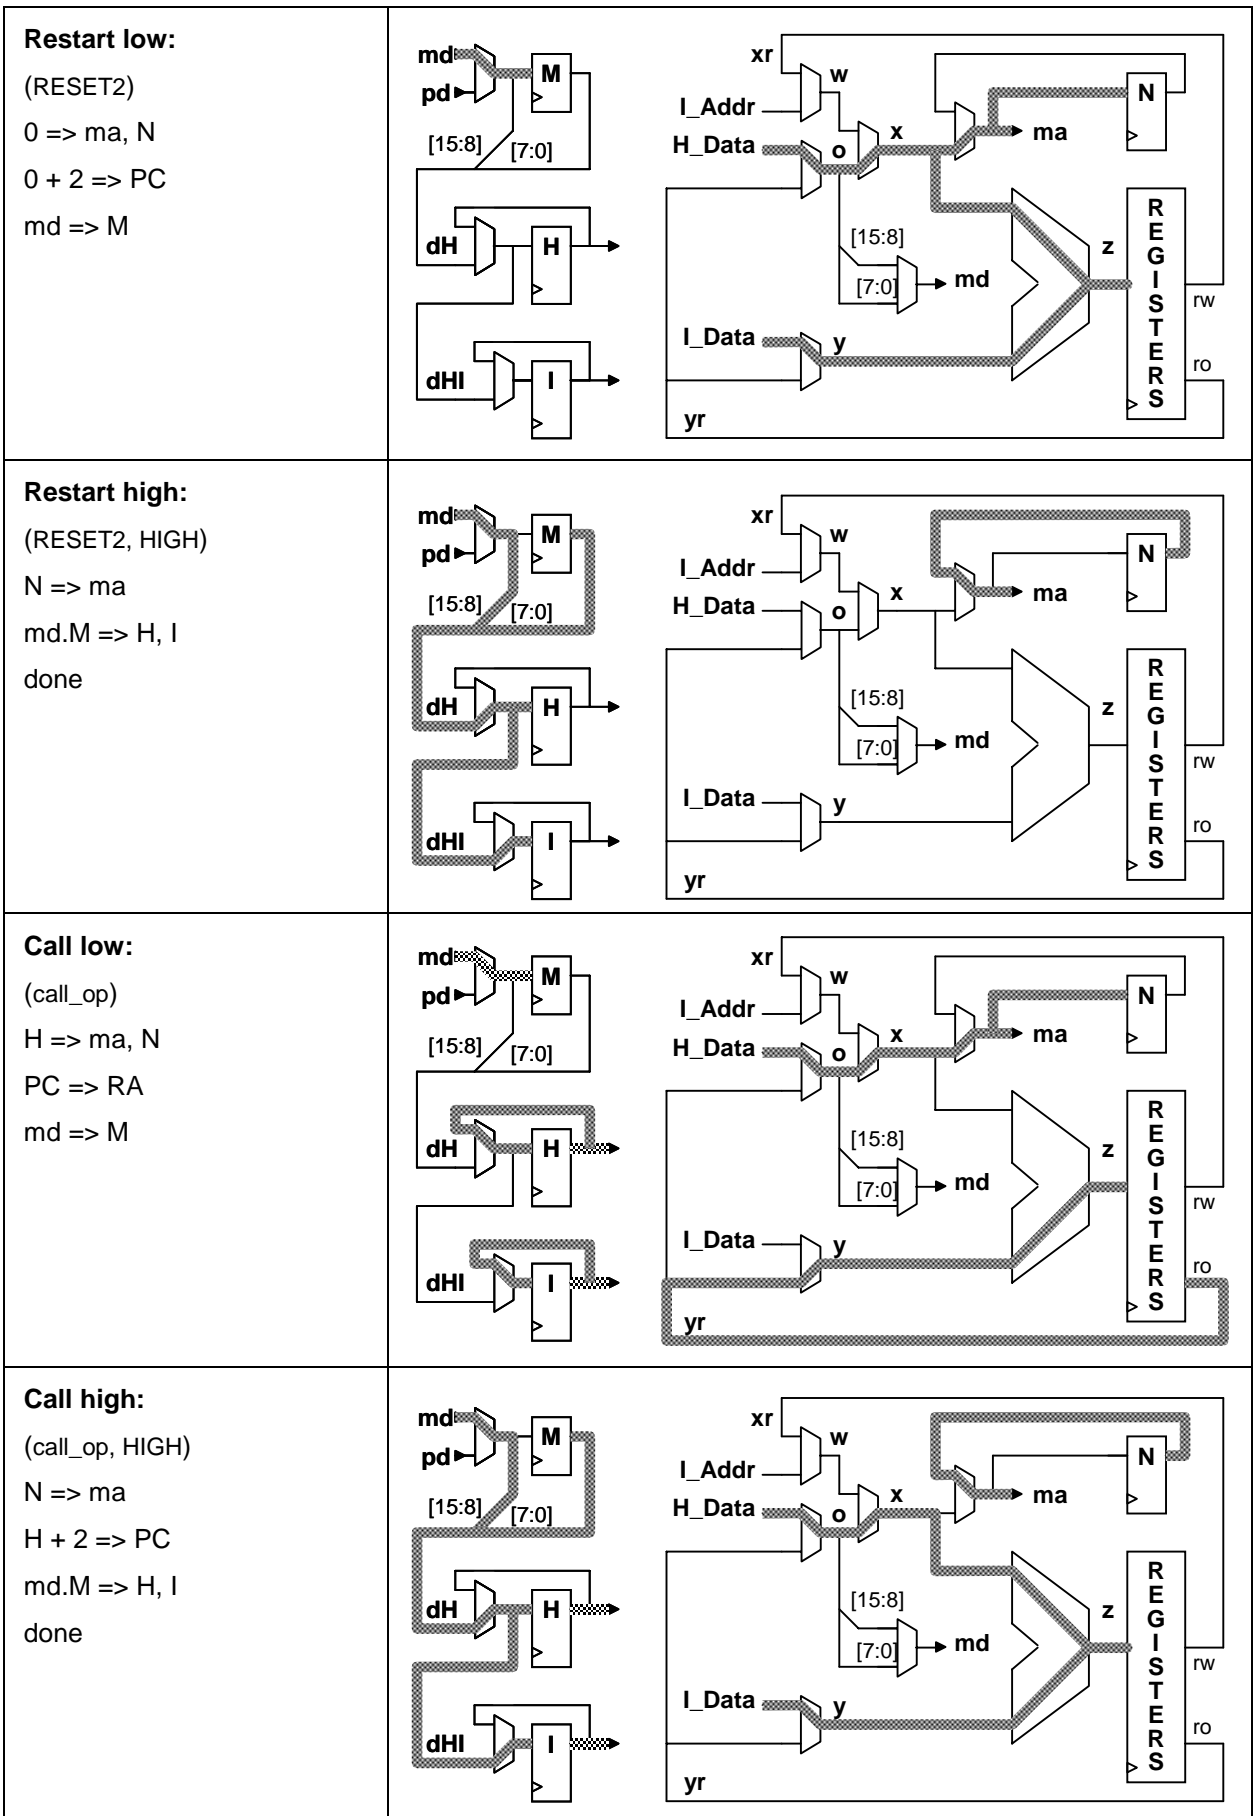 Restart low:
(RESET2)
0 => ma, N
0 + 2 => PC
md => M
md
pd
M
[15:8]
[7:0]
dH
H
dHI
I
xr
w
I_Addr
H_Data
o
x
ma
N
[15:8]
[7:0]
md
I_Data
y
yr
z
REGISTERS
rw
ro
Restart high:
(RESET2, HIGH)
N => ma
md.M => H, I
done
md
pd
M
[15:8]
[7:0]
dH
H
dHI
I
xr
w
I_Addr
H_Data
o
x
ma
N
[15:8]
[7:0]
md
I_Data
y
yr
z
REGISTERS
rw
ro
Call low:
(call_op)
H => ma, N
PC => RA
md => M
md
pd
M
[15:8]
[7:0]
dH
H
dHI
I
xr
w
I_Addr
H_Data
o
x
ma
N
[15:8]
[7:0]
md
I_Data
y
yr
z
REGISTERS
rw
ro
Call high:
(call_op, HIGH)
N => ma
H + 2 => PC
md.M => H, I
done
md
pd
M
[15:8]
[7:0]
dH
H
dHI
I
xr
w
I_Addr
H_Data
o
x
ma
N
[15:8]
[7:0]
md
I_Data
y
yr
z
REGISTERS
rw
ro